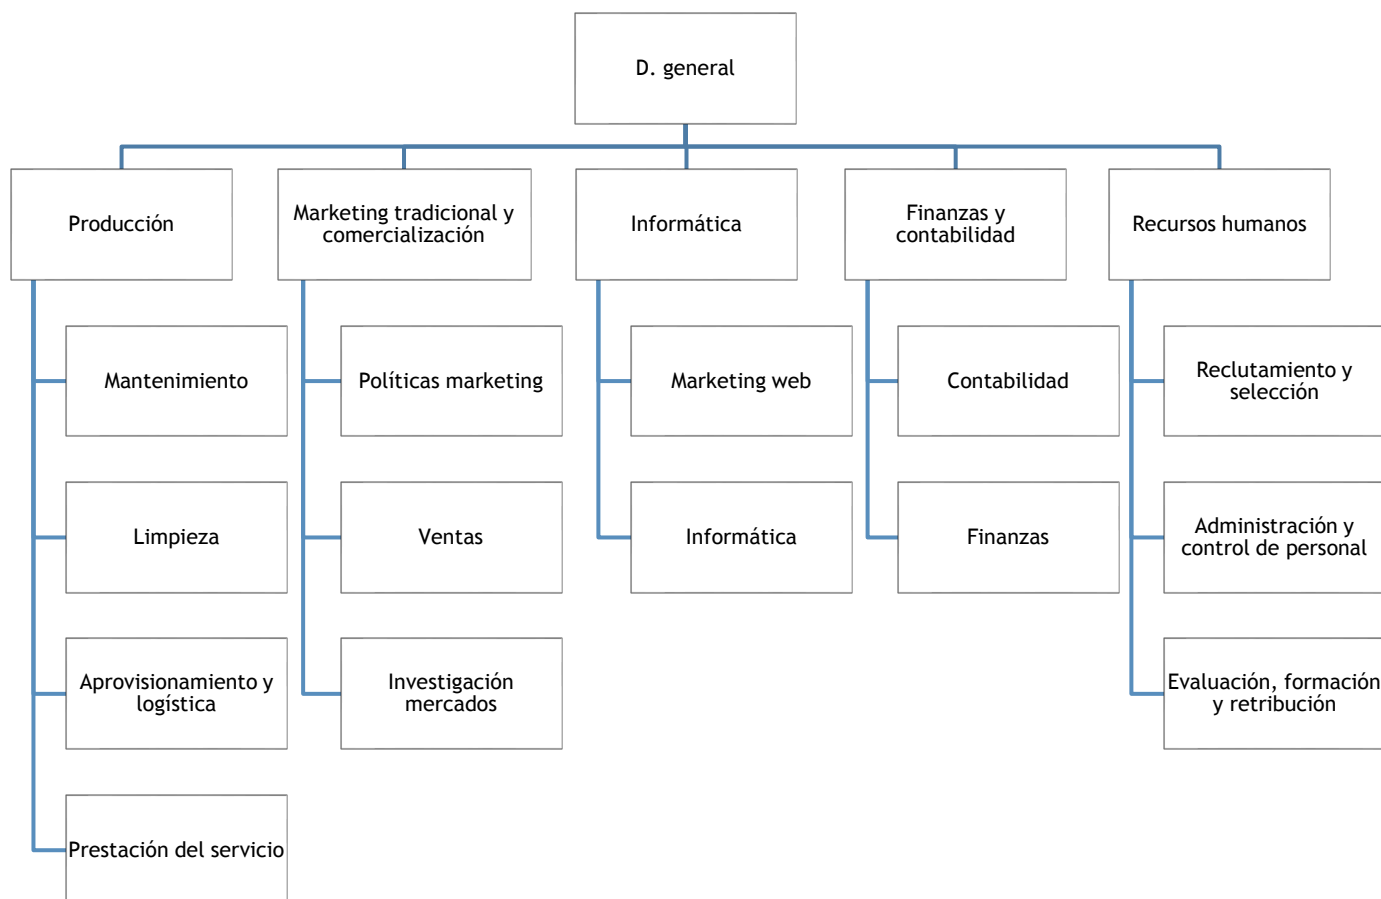 D. general
Producción
Marketing tradicional y
comercialización
Informática
Finanzas y
contabilidad
Recursos humanos
Mantenimiento
Políticas marketing
Marketing web
Contabilidad
Reclutamiento y
selección
Limpieza
Ventas
Informática
Finanzas
Administración y
control de personal
Aprovisionamiento y
logística
Investigación
mercados
Evaluación, formación
y retribución
Prestación del servicio